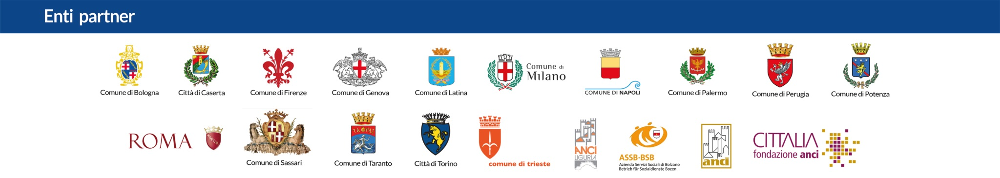 Enti partner
Comune di Bologna
Città di Caserta
Comune di Firenze
Comune di Genova
Comune di Latina
Comune di
Milano
COMUNE DI NAPOLI
Comune di Palermo
Comune di Perugia
Comune di Potenza
ROMA
SPQR
Comune di Sassari
ΤΑΡΑΣ
Comune di Taranto
Città di Torino
comune di trieste
ANCI
LIGURIA
ASSB·BSB
Azienda Servizi Sociali di Bolzano
Betrieb für Sozialdienste Bozen
anci
CITTALIA
fondazione anci